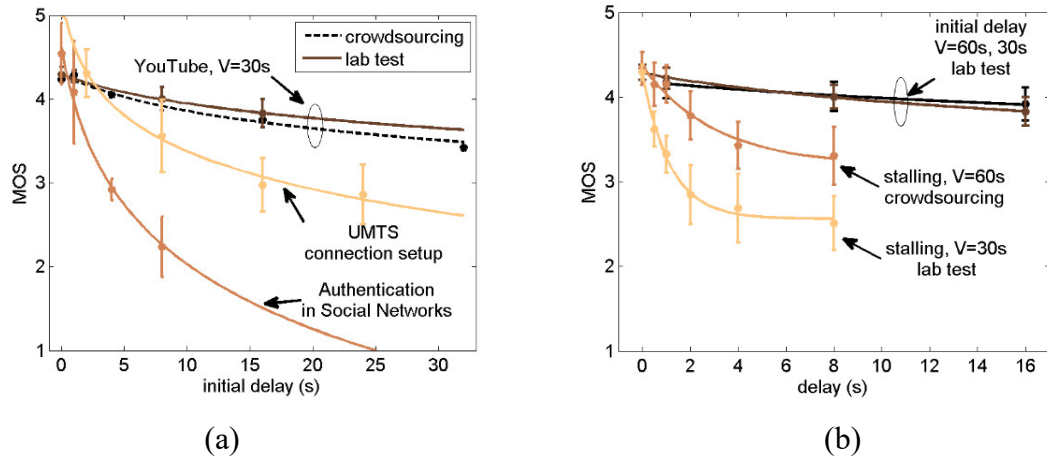 5
4
3
2
1
MOS
0
5
10
15
20
25
30
initial delay (s)
crowdsourcing
lab test
YouTube, V=30s
UMTS
connection setup
Authentication
in Social Networks
(a)
5
4
3
2
1
MOS
0
2
4
6
8
10
12
14
16
delay (s)
initial delay
V=60s, 30s
lab test
stalling, V=60s
crowdsourcing
stalling, V=30s
lab test
(b)